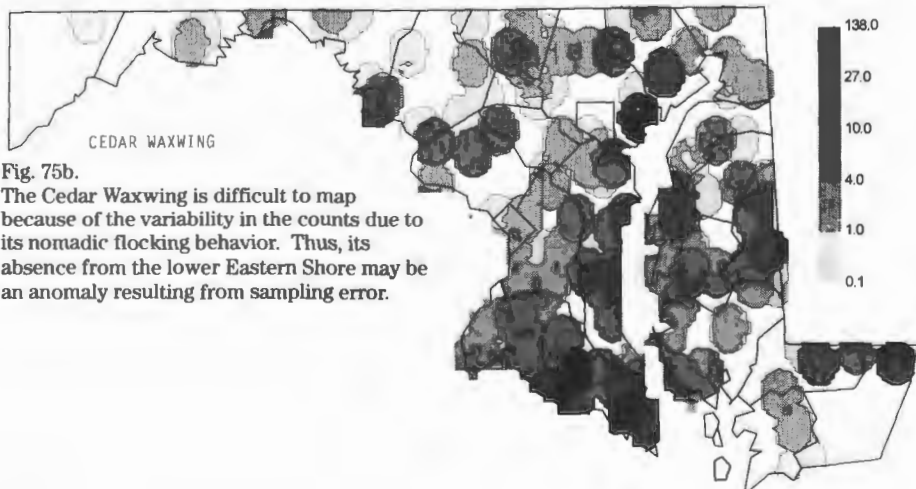 138.0
27.0
10.0
4.0
1.0
0.1
CEDAR WAXWING
Fig. 75b.
The Cedar Waxwing is difficult to map
because of the variability in the counts due to
its nomadic flocking behavior. Thus, its
absence from the lower Eastern Shore may be
an anomaly resulting from sampling error.